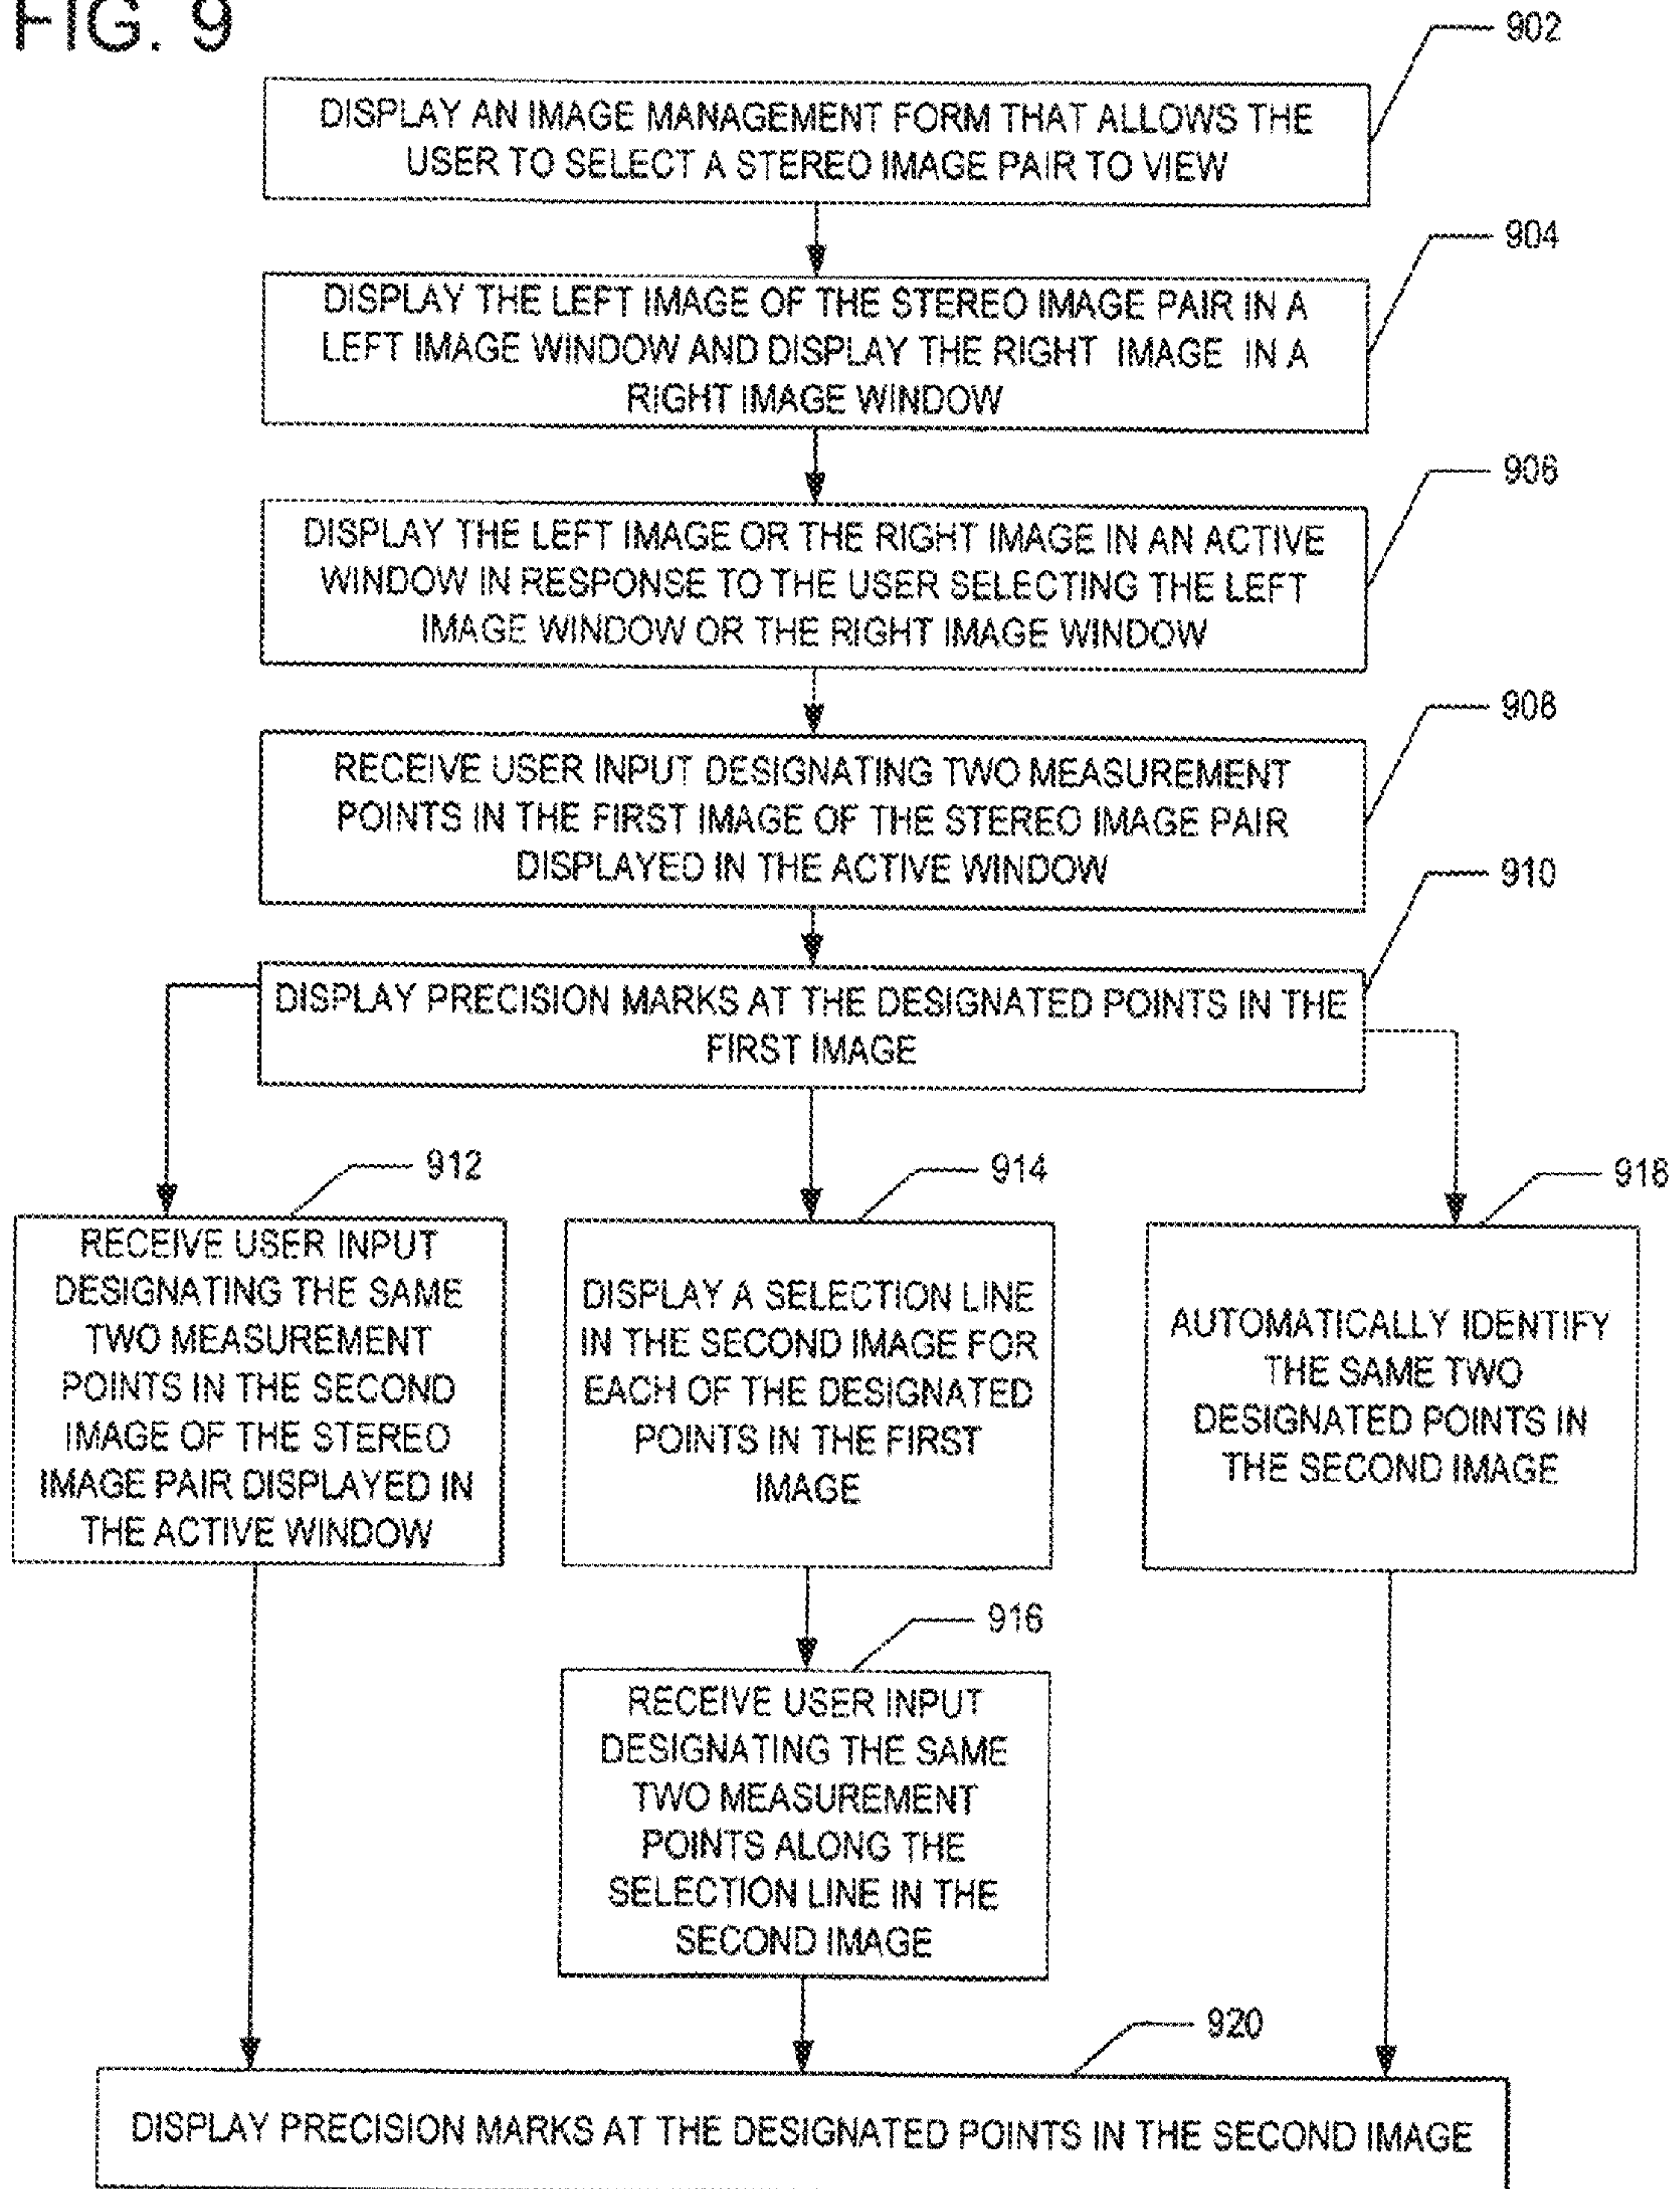 FIG. 9
902
DISPLAY AN IMAGE MANAGEMENT FORM THAT ALLOWS THE
USER TO SELECT A STEREO IMAGE PAIR TO VIEW
904
DISPLAY THE LEFT IMAGE OF THE STEREO IMAGE PAIR IN A
LEFT IMAGE WINDOW AND DISPLAY THE RIGHT IMAGE IN A
RIGHT IMAGE WINDOW
906
DISPLAY THE LEFT IMAGE OR THE RIGHT IMAGE IN AN ACTIVE
WINDOW IN RESPONSE TO THE USER SELECTING THE LEFT
IMAGE WINDOW OR THE RIGHT IMAGE WINDOW
908
RECEIVE USER INPUT DESIGNATING TWO MEASUREMENT
POINTS IN THE FIRST IMAGE OF THE STEREO IMAGE PAIR
DISPLAYED IN THE ACTIVE WINDOW
910
DISPLAY PRECISION MARKS AT THE DESIGNATED POINTS IN THE
FIRST IMAGE
912
RECEIVE USER INPUT
DESIGNATING THE SAME
TWO MEASUREMENT
POINTS IN THE SECOND
IMAGE OF THE STEREO
IMAGE PAIR DISPLAYED IN
THE ACTIVE WINDOW
914
DISPLAY A SELECTION LINE
IN THE SECOND IMAGE FOR
EACH OF THE DESIGNATED
POINTS IN THE FIRST
IMAGE
918
AUTOMATICALLY IDENTIFY
THE SAME TWO
DESIGNATED POINTS IN
THE SECOND IMAGE
916
RECEIVE USER INPUT
DESIGNATING THE SAME
TWO MEASUREMENT
POINTS ALONG THE
SELECTION LINE IN THE
SECOND IMAGE
920
DISPLAY PRECISION MARKS AT THE DESIGNATED POINTS IN THE SECOND IMAGE